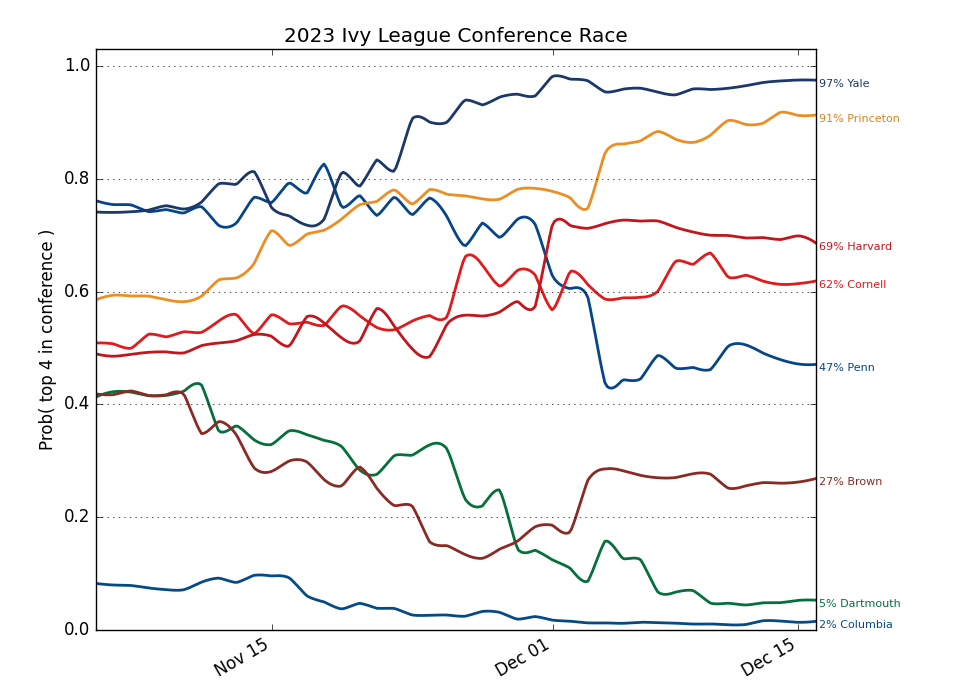 2023 Ivy League Conference Race
Prob( top 4 in conference )
1.0
0.8
0.6
0.4
0.2
0.0
Nov 15
Dec 01
Dec 15
97% Yale
91% Princeton
69% Harvard
62% Cornell
47% Penn
27% Brown
5% Dartmouth
2% Columbia